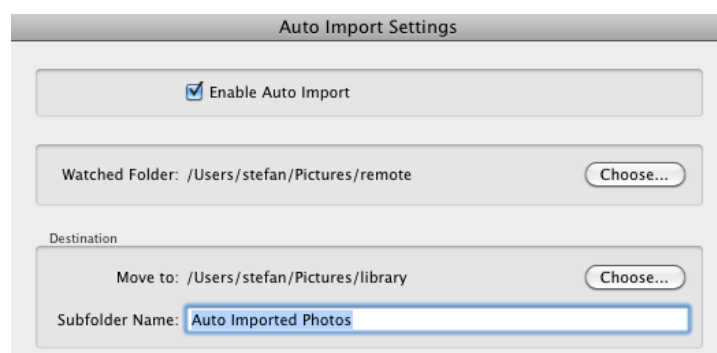 Auto Import Settings
Enable Auto Import
Watched Folder: /Users/stefan/Pictures/remote Choose...
Destination
Move to: /Users/stefan/Pictures/library Choose...
Subfolder Name: Auto Imported Photos